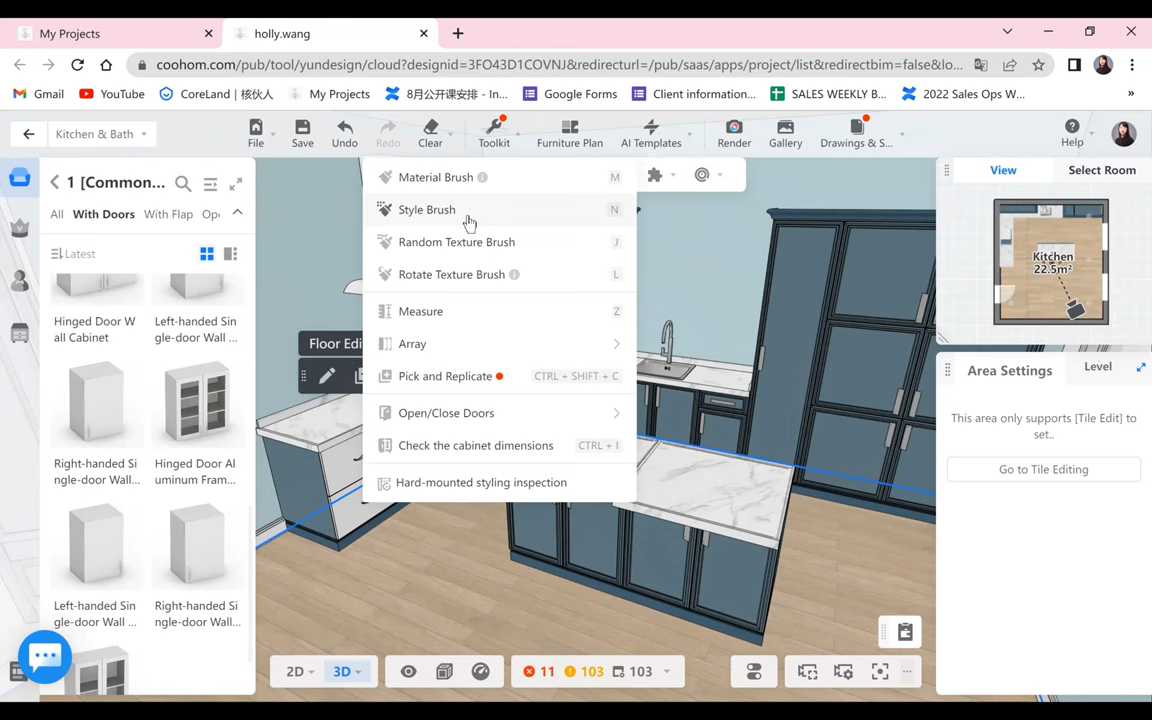 My Projects
holly.wang
coohom.com/pub/tool/yundesign/cloud?designid=3FO43D1COVNJ&redirecturl=/pub/saas/apps/project/list&redirectbim=false&lo...
Gmail YouTube CoreLand | 核伙人 My Projects 8月公开课安排 - In... Google Forms Client information... SALES WEEKLY B... 2022 Sales Ops W... »
Kitchen & Bath
File Save Undo Redo Clear Toolkit Furniture Plan AI Templates Render Gallery Drawings & S... Help
1 [Common...
All With Doors With Flap Op
Latest
Hinged Door W
all Cabinet
Left-handed Sin
gle-door Wall ...
Right-handed Si
ngle-door Wall...
Hinged Door Al
uminum Fram...
Left-handed Sin
gle-door Wall ...
Right-handed Si
ngle-door Wall...
Floor Edi
Material Brush M
Style Brush N
Random Texture Brush J
Rotate Texture Brush L
Measure Z
Array
Pick and Replicate CTRL + SHIFT + C
Open/Close Doors
Check the cabinet dimensions CTRL + I
Hard-mounted styling inspection
View Select Room
Kitchen
22.5m²
Area Settings Level
This area only supports [Tile Edit] to
set..
Go to Tile Editing
2D 3D 11 103 103